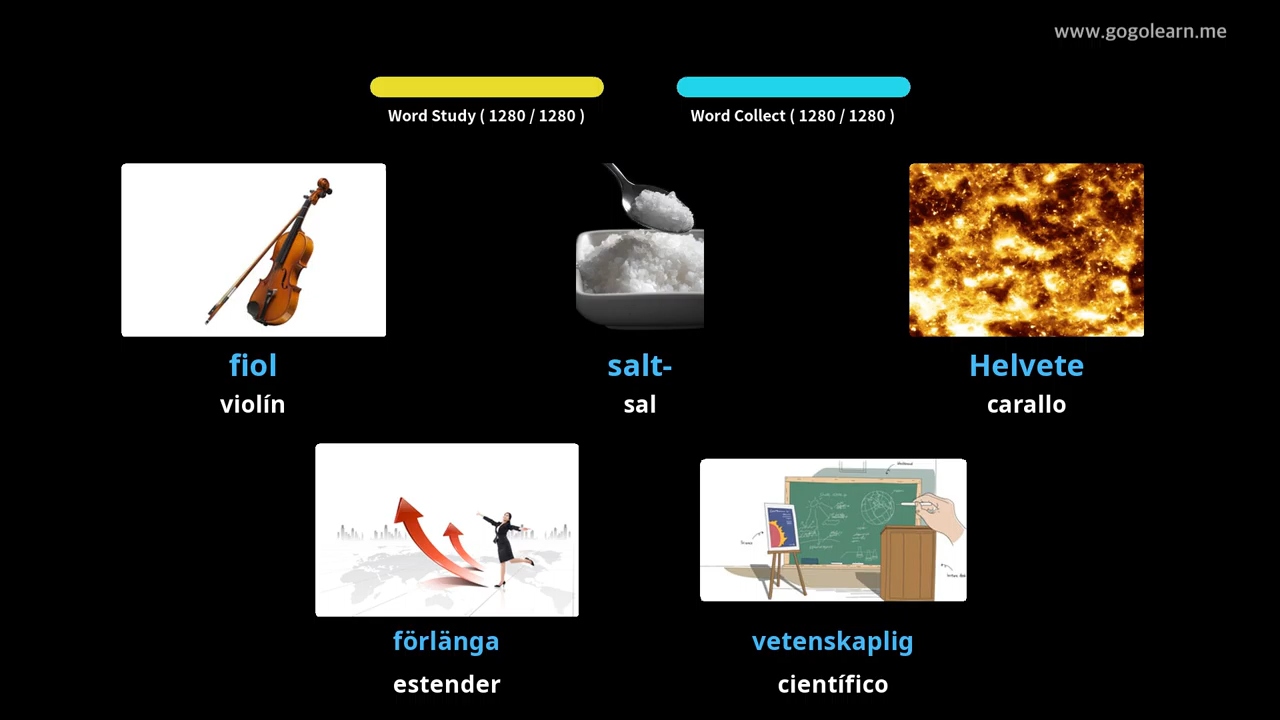 www.gogolearn.me
Word Study ( 1280 / 1280 )
Word Collect ( 1280 / 1280 )
fiol
violín
salt-
sal
Helvete
carallo
förlänga
estender
vetenskaplig
científico